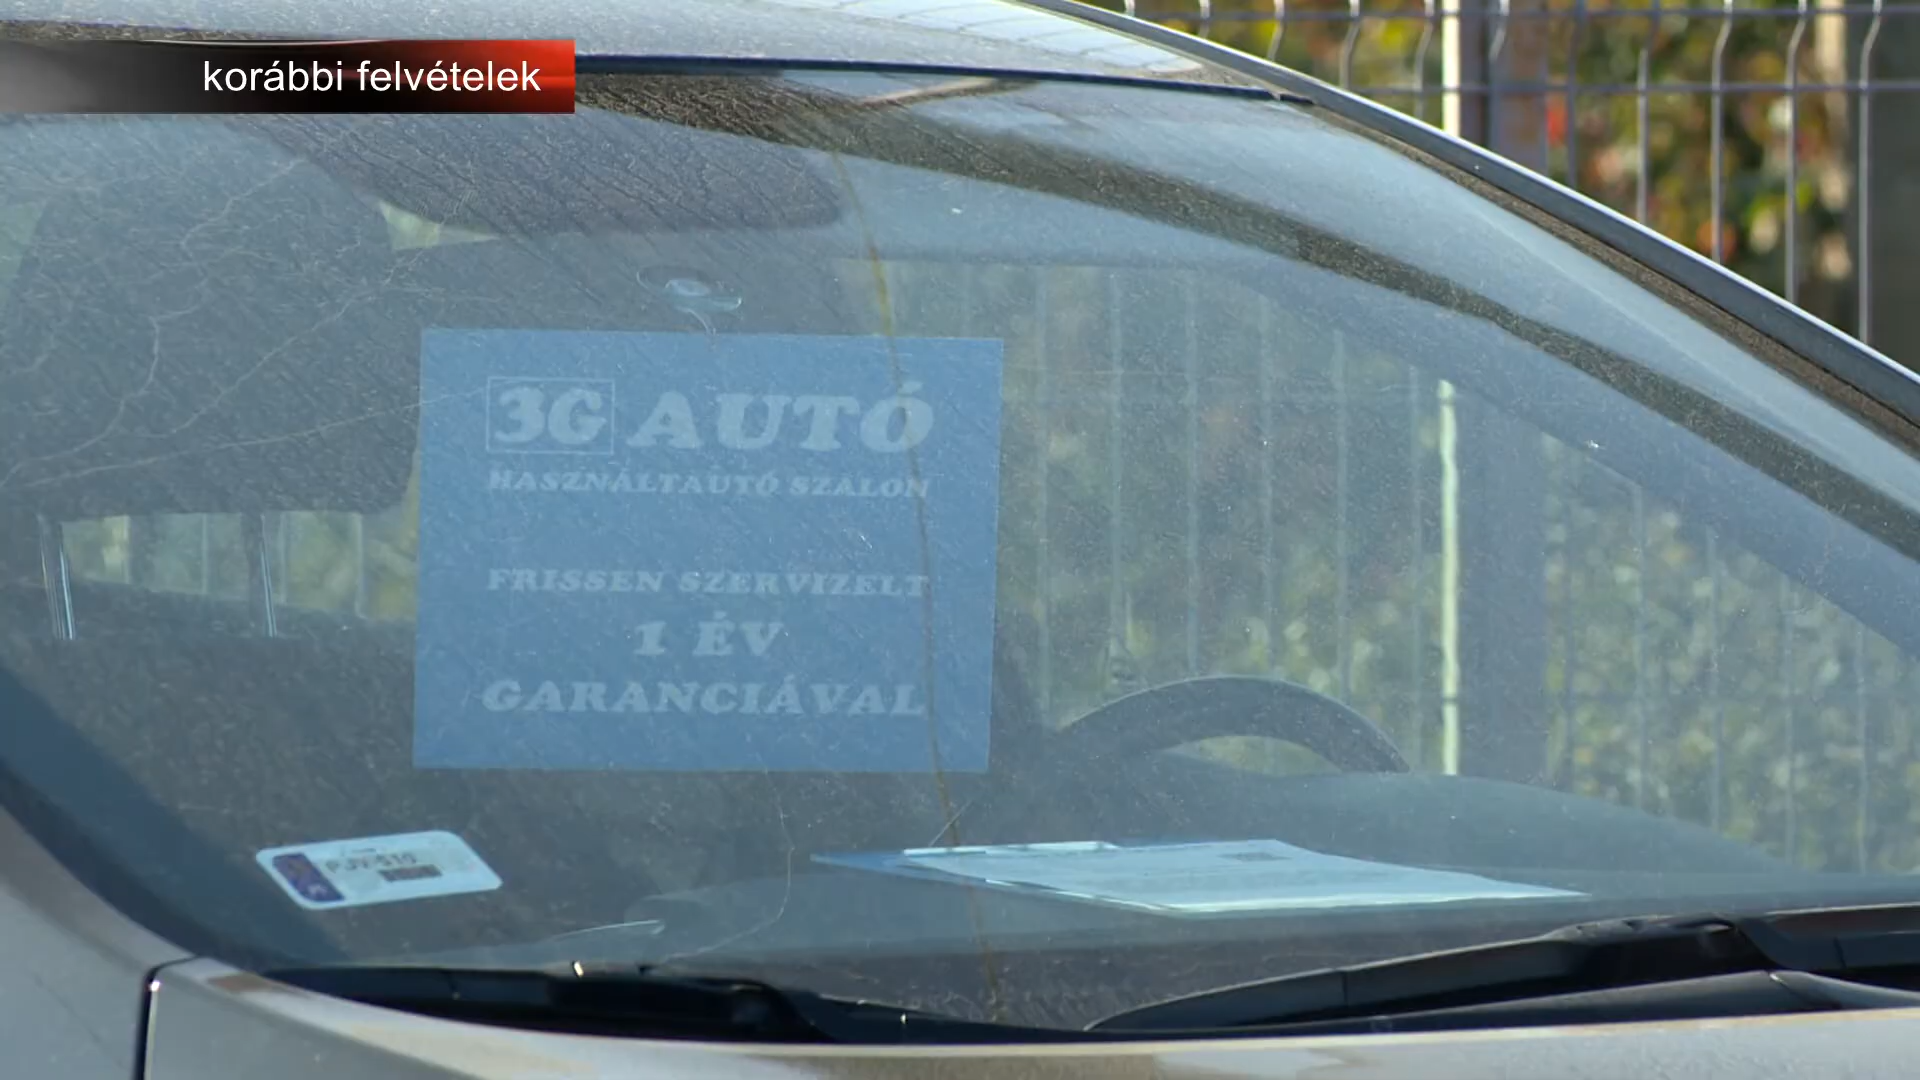 korábbi felvételek
3G AUTÓ
HASZNÁLTAUTÓ SZALON
FRISSEN SZERVIZELT
1 ÉV
GARANCIÁVAL